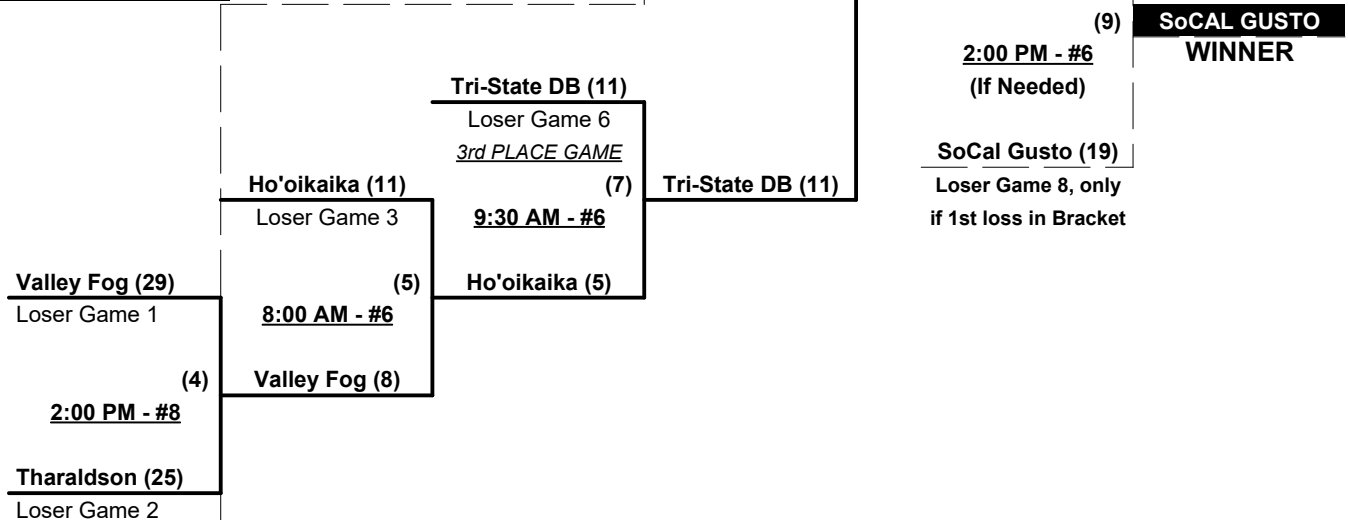 (9) SoCAL GUSTO
2:00 PM - #6 WINNER
Tri-State DB (11) (If Needed)
Loser Game 6
3rd PLACE GAME SoCal Gusto (19)
Ho'oikaika (11) (7) Tri-State DB (11) Loser Game 8, only
Loser Game 3 9:30 AM - #6 if 1st loss in Bracket
Valley Fog (29) (5) Ho'oikaika (5)
Loser Game 1 8:00 AM - #6
(4) Valley Fog (8)
2:00 PM - #8
Tharaldson (25)
Loser Game 2